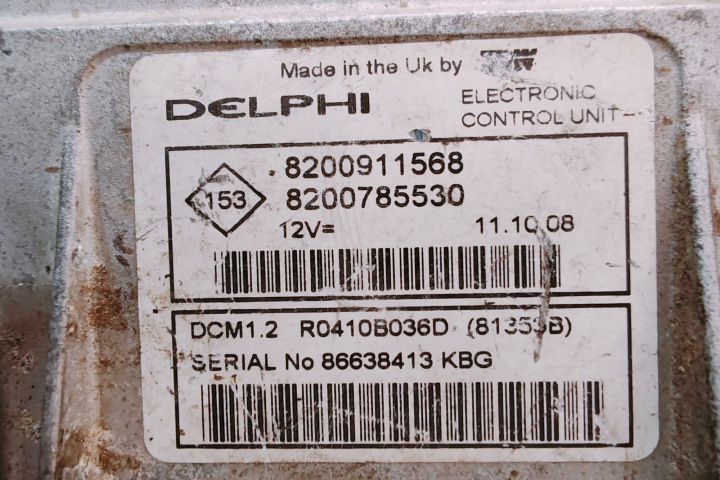 Made in the Uk by
DELPHI
ELECTRONIC
CONTROL UNIT
153
8200911568
8200785530
12V= 11.10.08
DCM1.2 R0410B036D (81353B)
SERIAL No 86638413 KBG